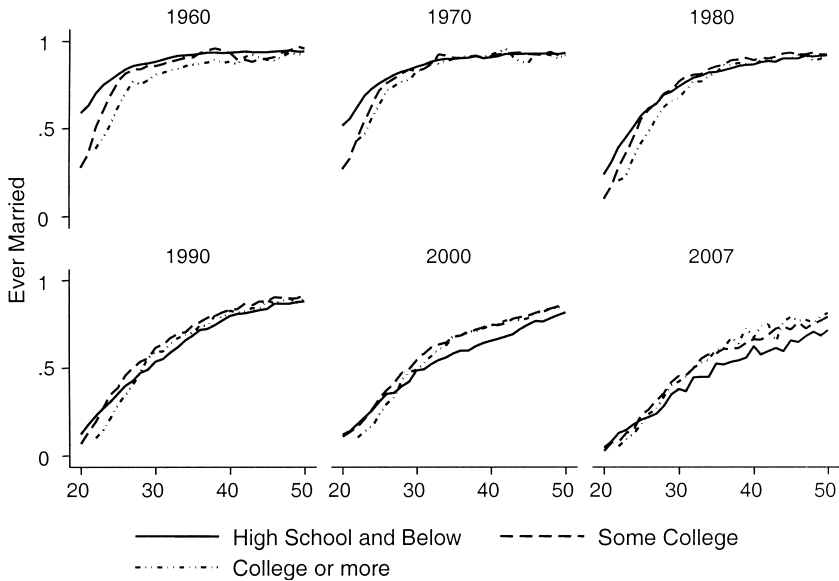 1960 1970 1980
1
.5
0
Ever Married
1990 2000 2007
1
.5
0
20 30 40 50 20 30 40 50 20 30 40 50
High School and Below Some College
College or more